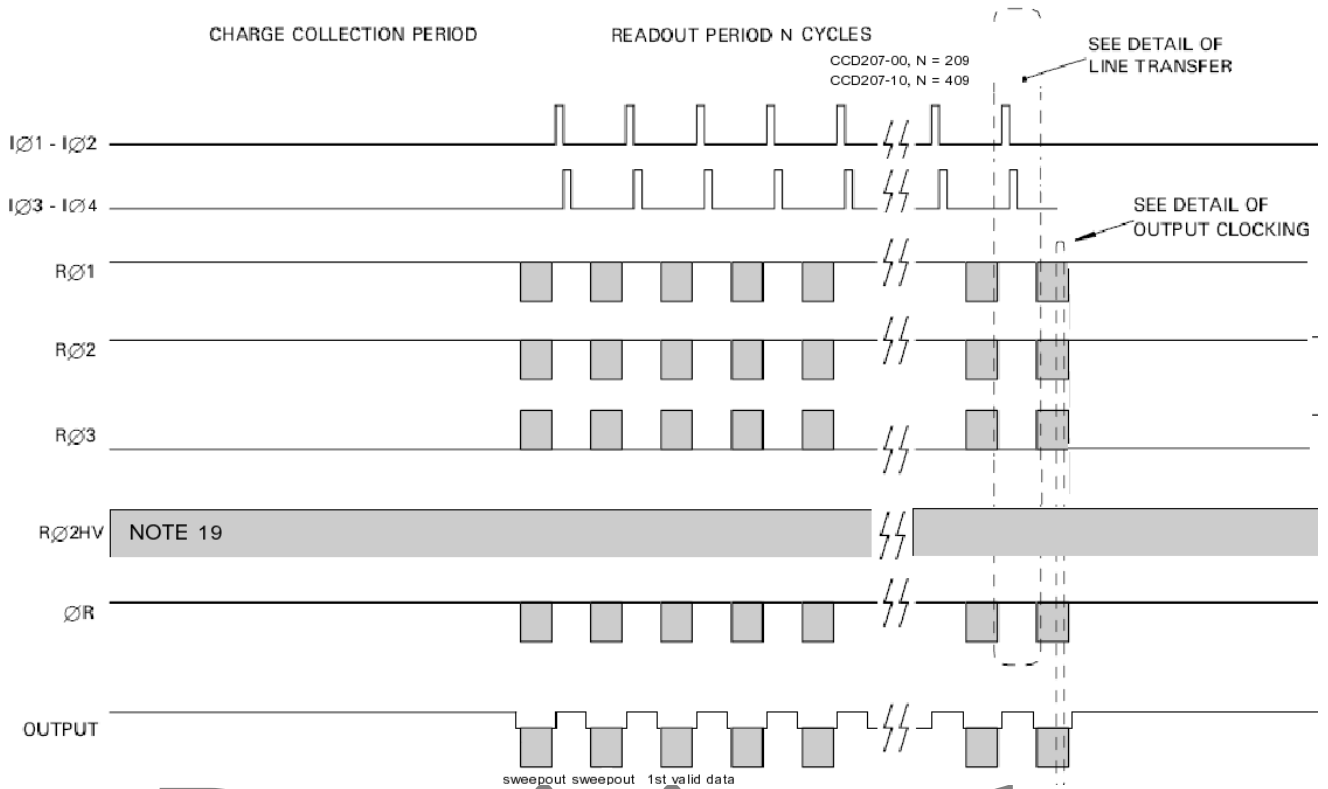 CHARGE COLLECTION PERIOD
READOUT PERIOD N CYCLES
CCD207-00, N = 209
CCD207-10, N = 409
SEE DETAIL OF
LINE TRANSFER
IØ1 - IØ2
IØ3 - IØ4
SEE DETAIL OF
OUTPUT CLOCKING
RØ1
RØ2
RØ3
RØ2HV
NOTE 19
ØR
OUTPUT
sweepout sweepout 1st valid data